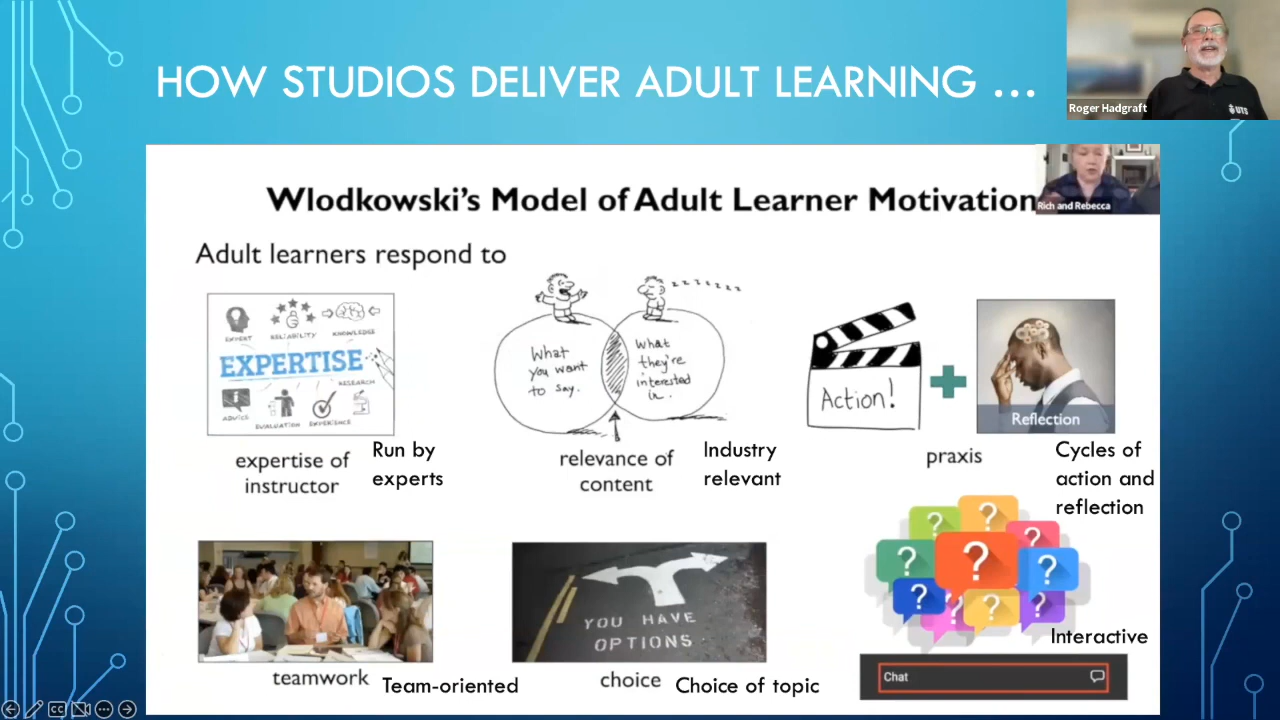 HOW STUDIOS DELIVER ADULT LEARNING ...
UTS
Roger Hadgraft
Wlodkowski's Model of Adult Learner Motivation
Rich and Rebecca
Adult learners respond to
EXPERT
RELIABILITY
KNOWLEDGE
EXPERTISE
RESEARCH
ADVICE
EVALUATION
EXPERIENCE
What
you want
to say.
zzzzzzzz
What
they're
interested
in.
Action!
Reflection
expertise of
instructor
Run by
experts
relevance of
content
Industry
relevant
praxis
Cycles of
action and
reflection
? ? ? ? ? ? ? ? ? ?
YOU HAVE
OPTIONS
Interactive
teamwork
Team-oriented
choice
Choice of topic
Chat
CC